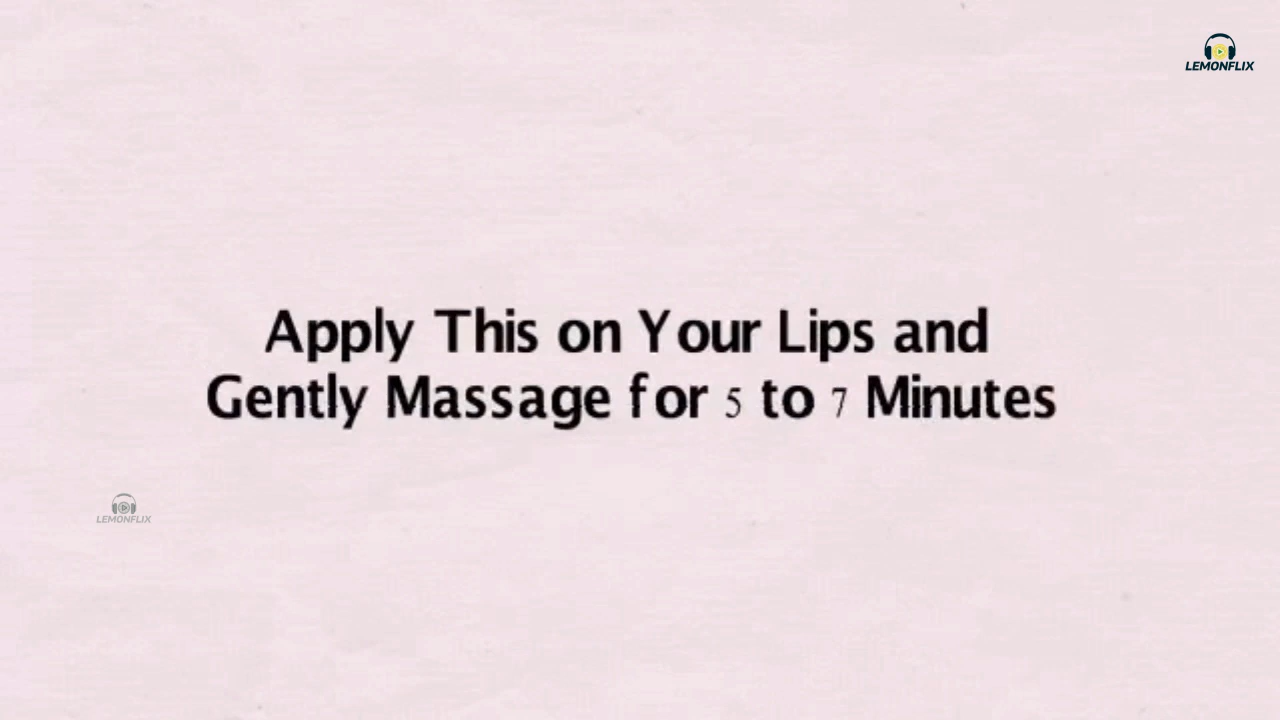 LEMONFLIX
Apply This on Your Lips and
Gently Massage for 5 to 7 Minutes
LEMONFLIX